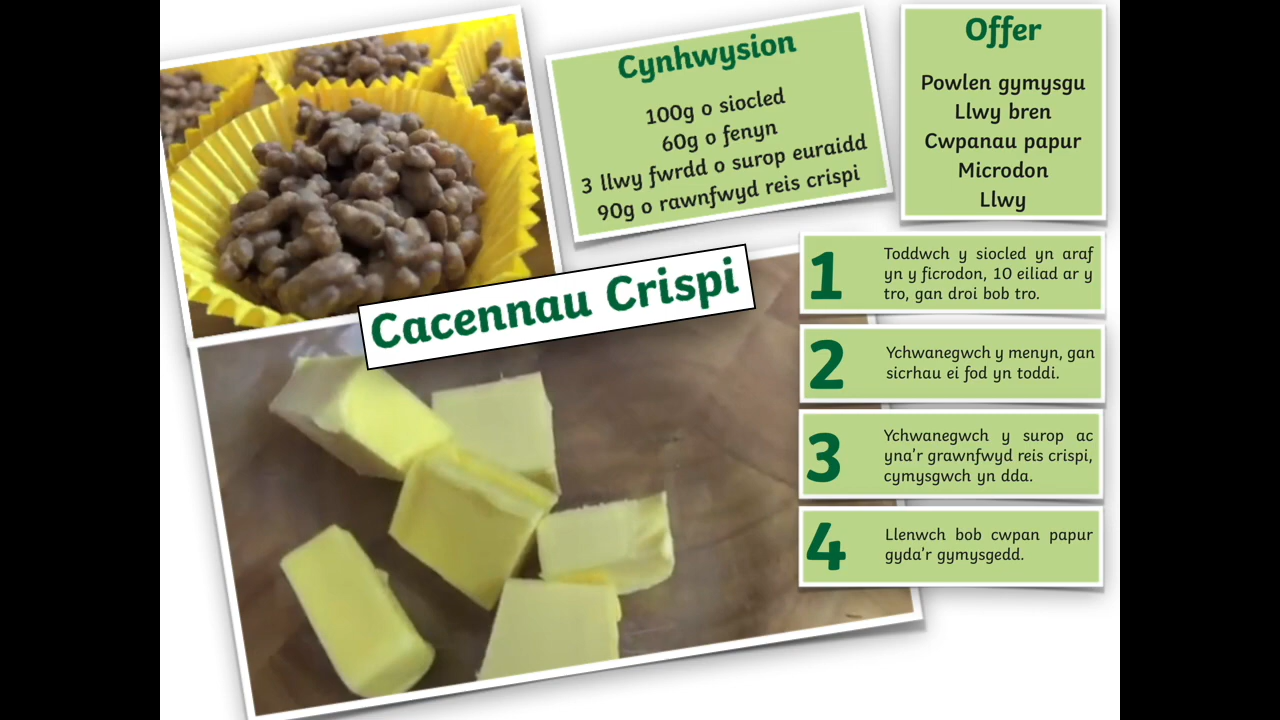 Cynhwysion
100g o siocled
60g o fenyn
3 llwy fwrdd o surop euraidd
90g o rawnfwyd reis crispi
Offer
Powlen gymysgu
Llwy bren
Cwpanau papur
Microdon
Llwy
Cacennau Crispi
1
Toddwch y siocled yn araf
yn y ficrodon, 10 eiliad ar y
tro, gan droi bob tro.
2
Ychwanegwch y menyn, gan
sicrhau ei fod yn toddi.
3
Ychwanegwch y surop ac
yna’r grawnfwyd reis crispi,
cymysgwch yn dda.
4
Llenwch bob cwpan papur
gyda’r gymysgedd.